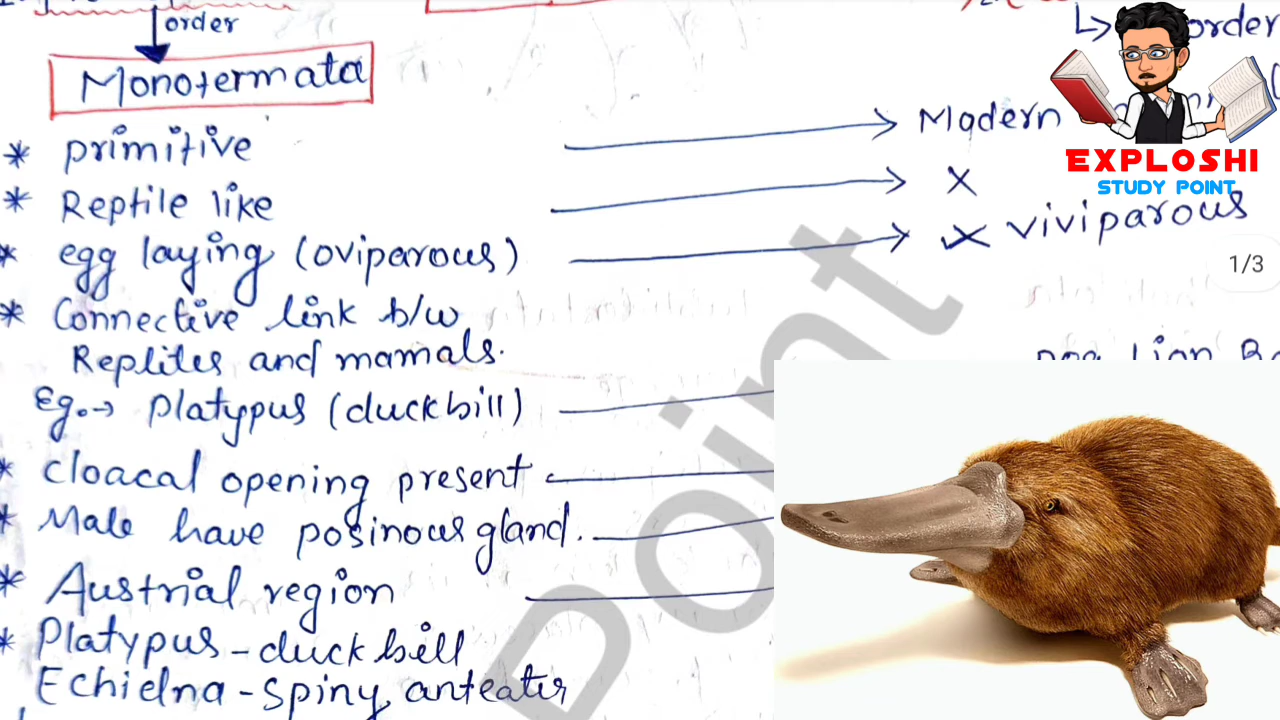 order
Monotermata
* primitive → Modern
* Reptile like → X
* egg laying (oviparous) → X viviparous
* Connective link b/w
Replites and mamals.
Eg. → Platypus (duckbill)
* cloacal opening present
* Male have posinous gland.
* Austrial region
* Platypus - duck bill
Echielna - Spiny anteater
↳ order
EXPLOSHI
STUDY POINT
1/3
Point